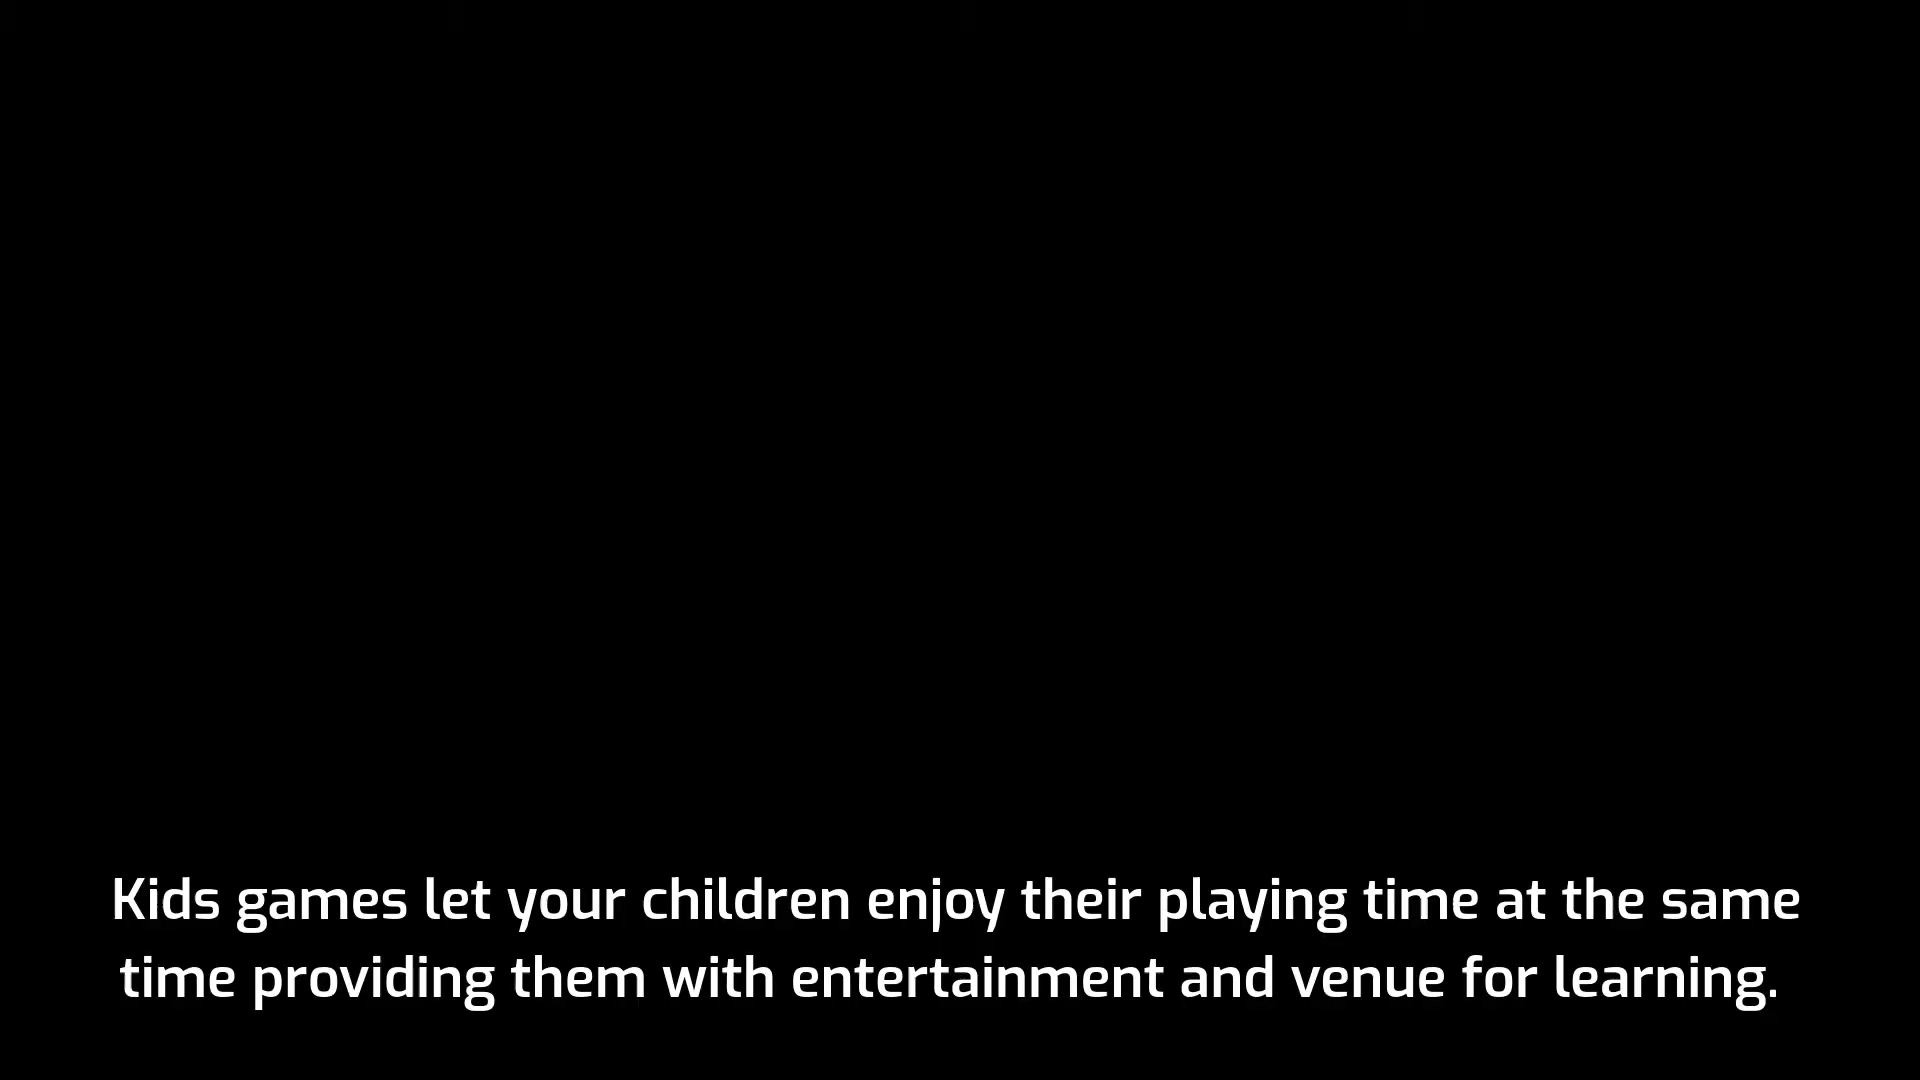 Kids games let your children enjoy their playing time at the same
time providing them with entertainment and venue for learning.